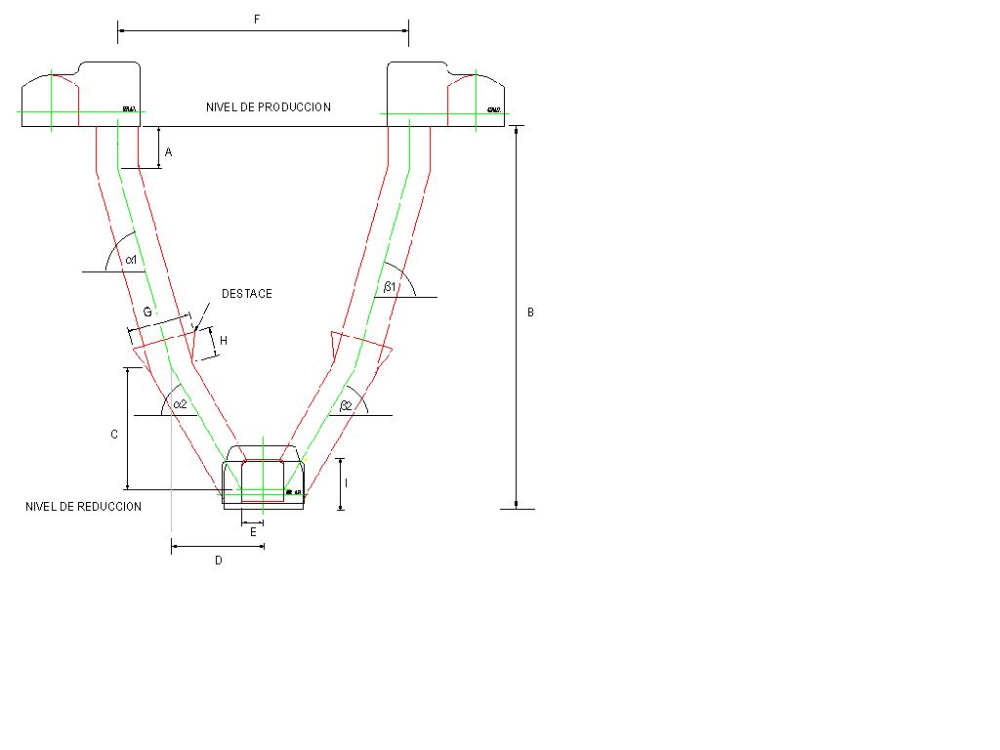 F
NIVEL DE PRODUCCION
A
α1
β1
DESTACE
G
H
B
α2
β2
C
I
NIVEL DE REDUCCION
E
D